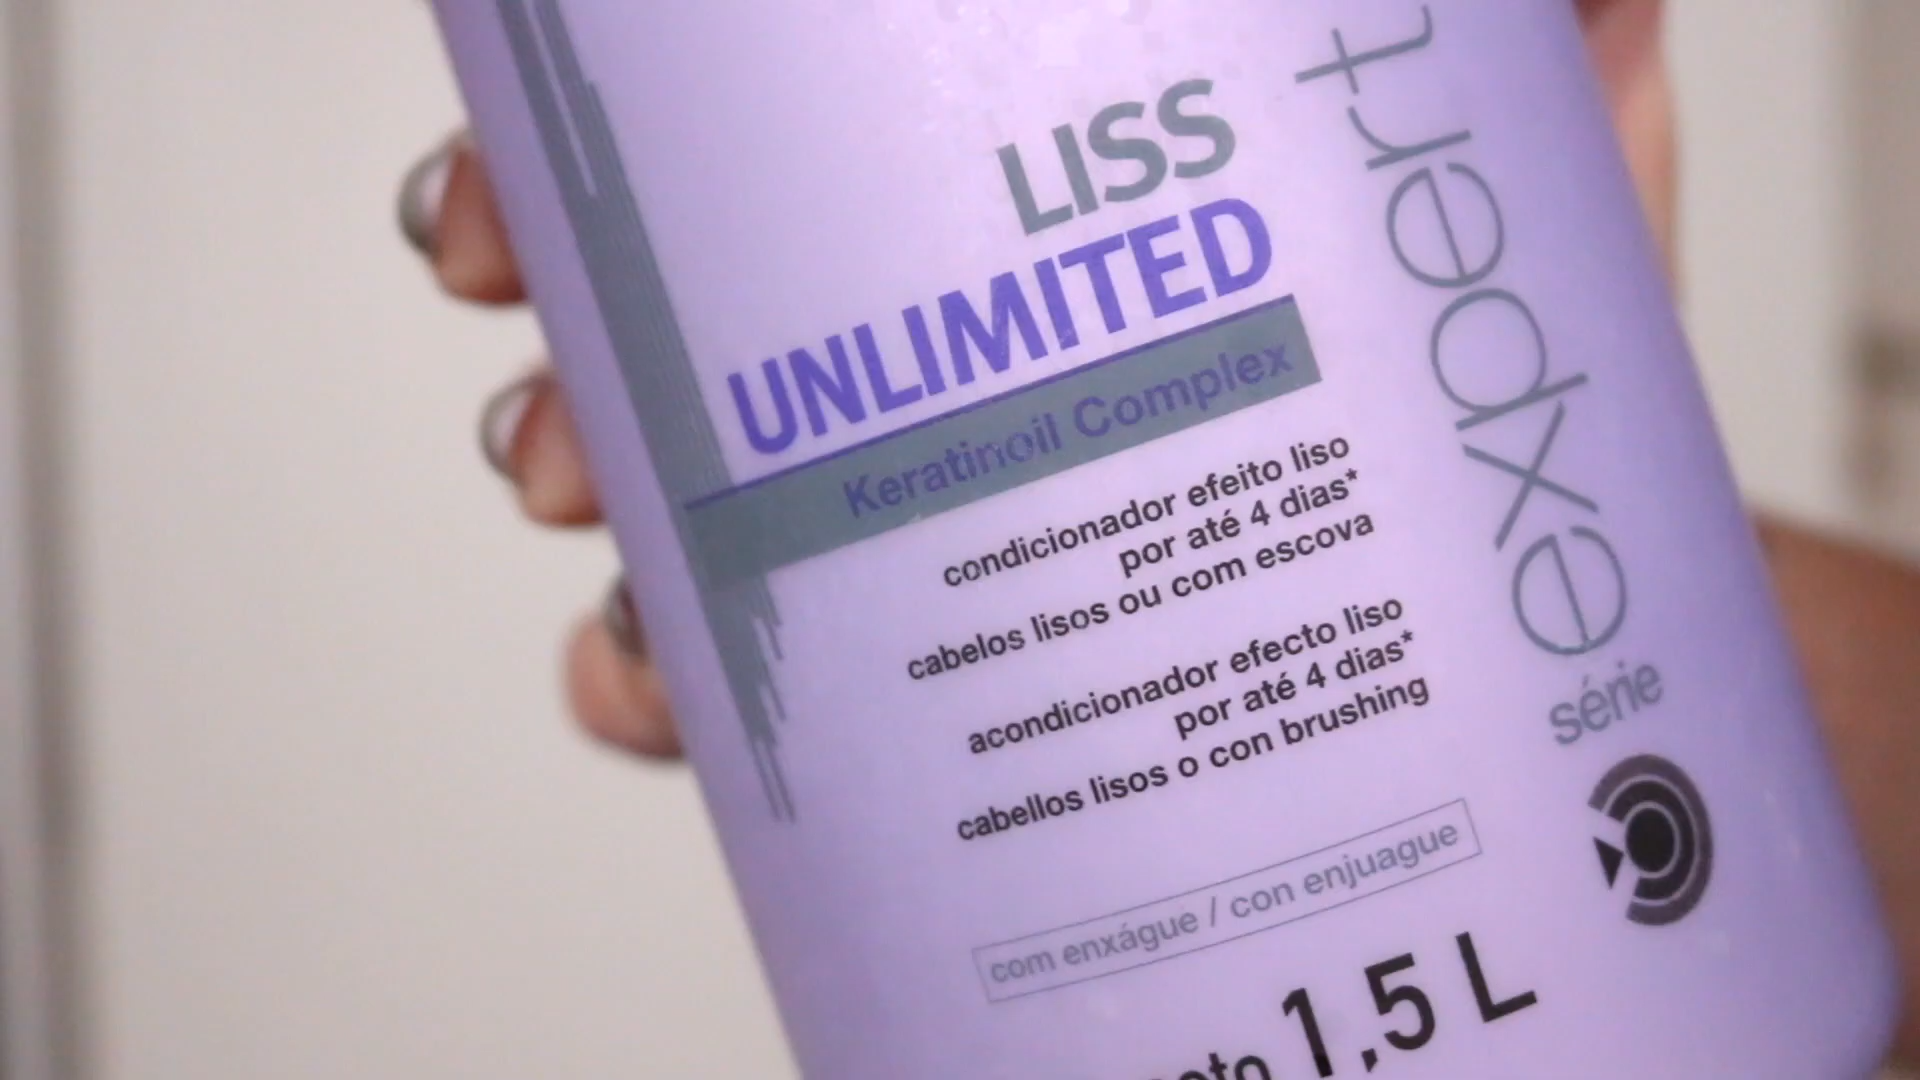 LISS
UNLIMITED
Keratinoil Complex
condicionador efeito liso
por até 4 dias*
cabelos lisos ou com escova
acondicionador efecto liso
por até 4 dias*
cabellos lisos o con brushing
com enxágue / con enjuague
1,5 L
expert
série